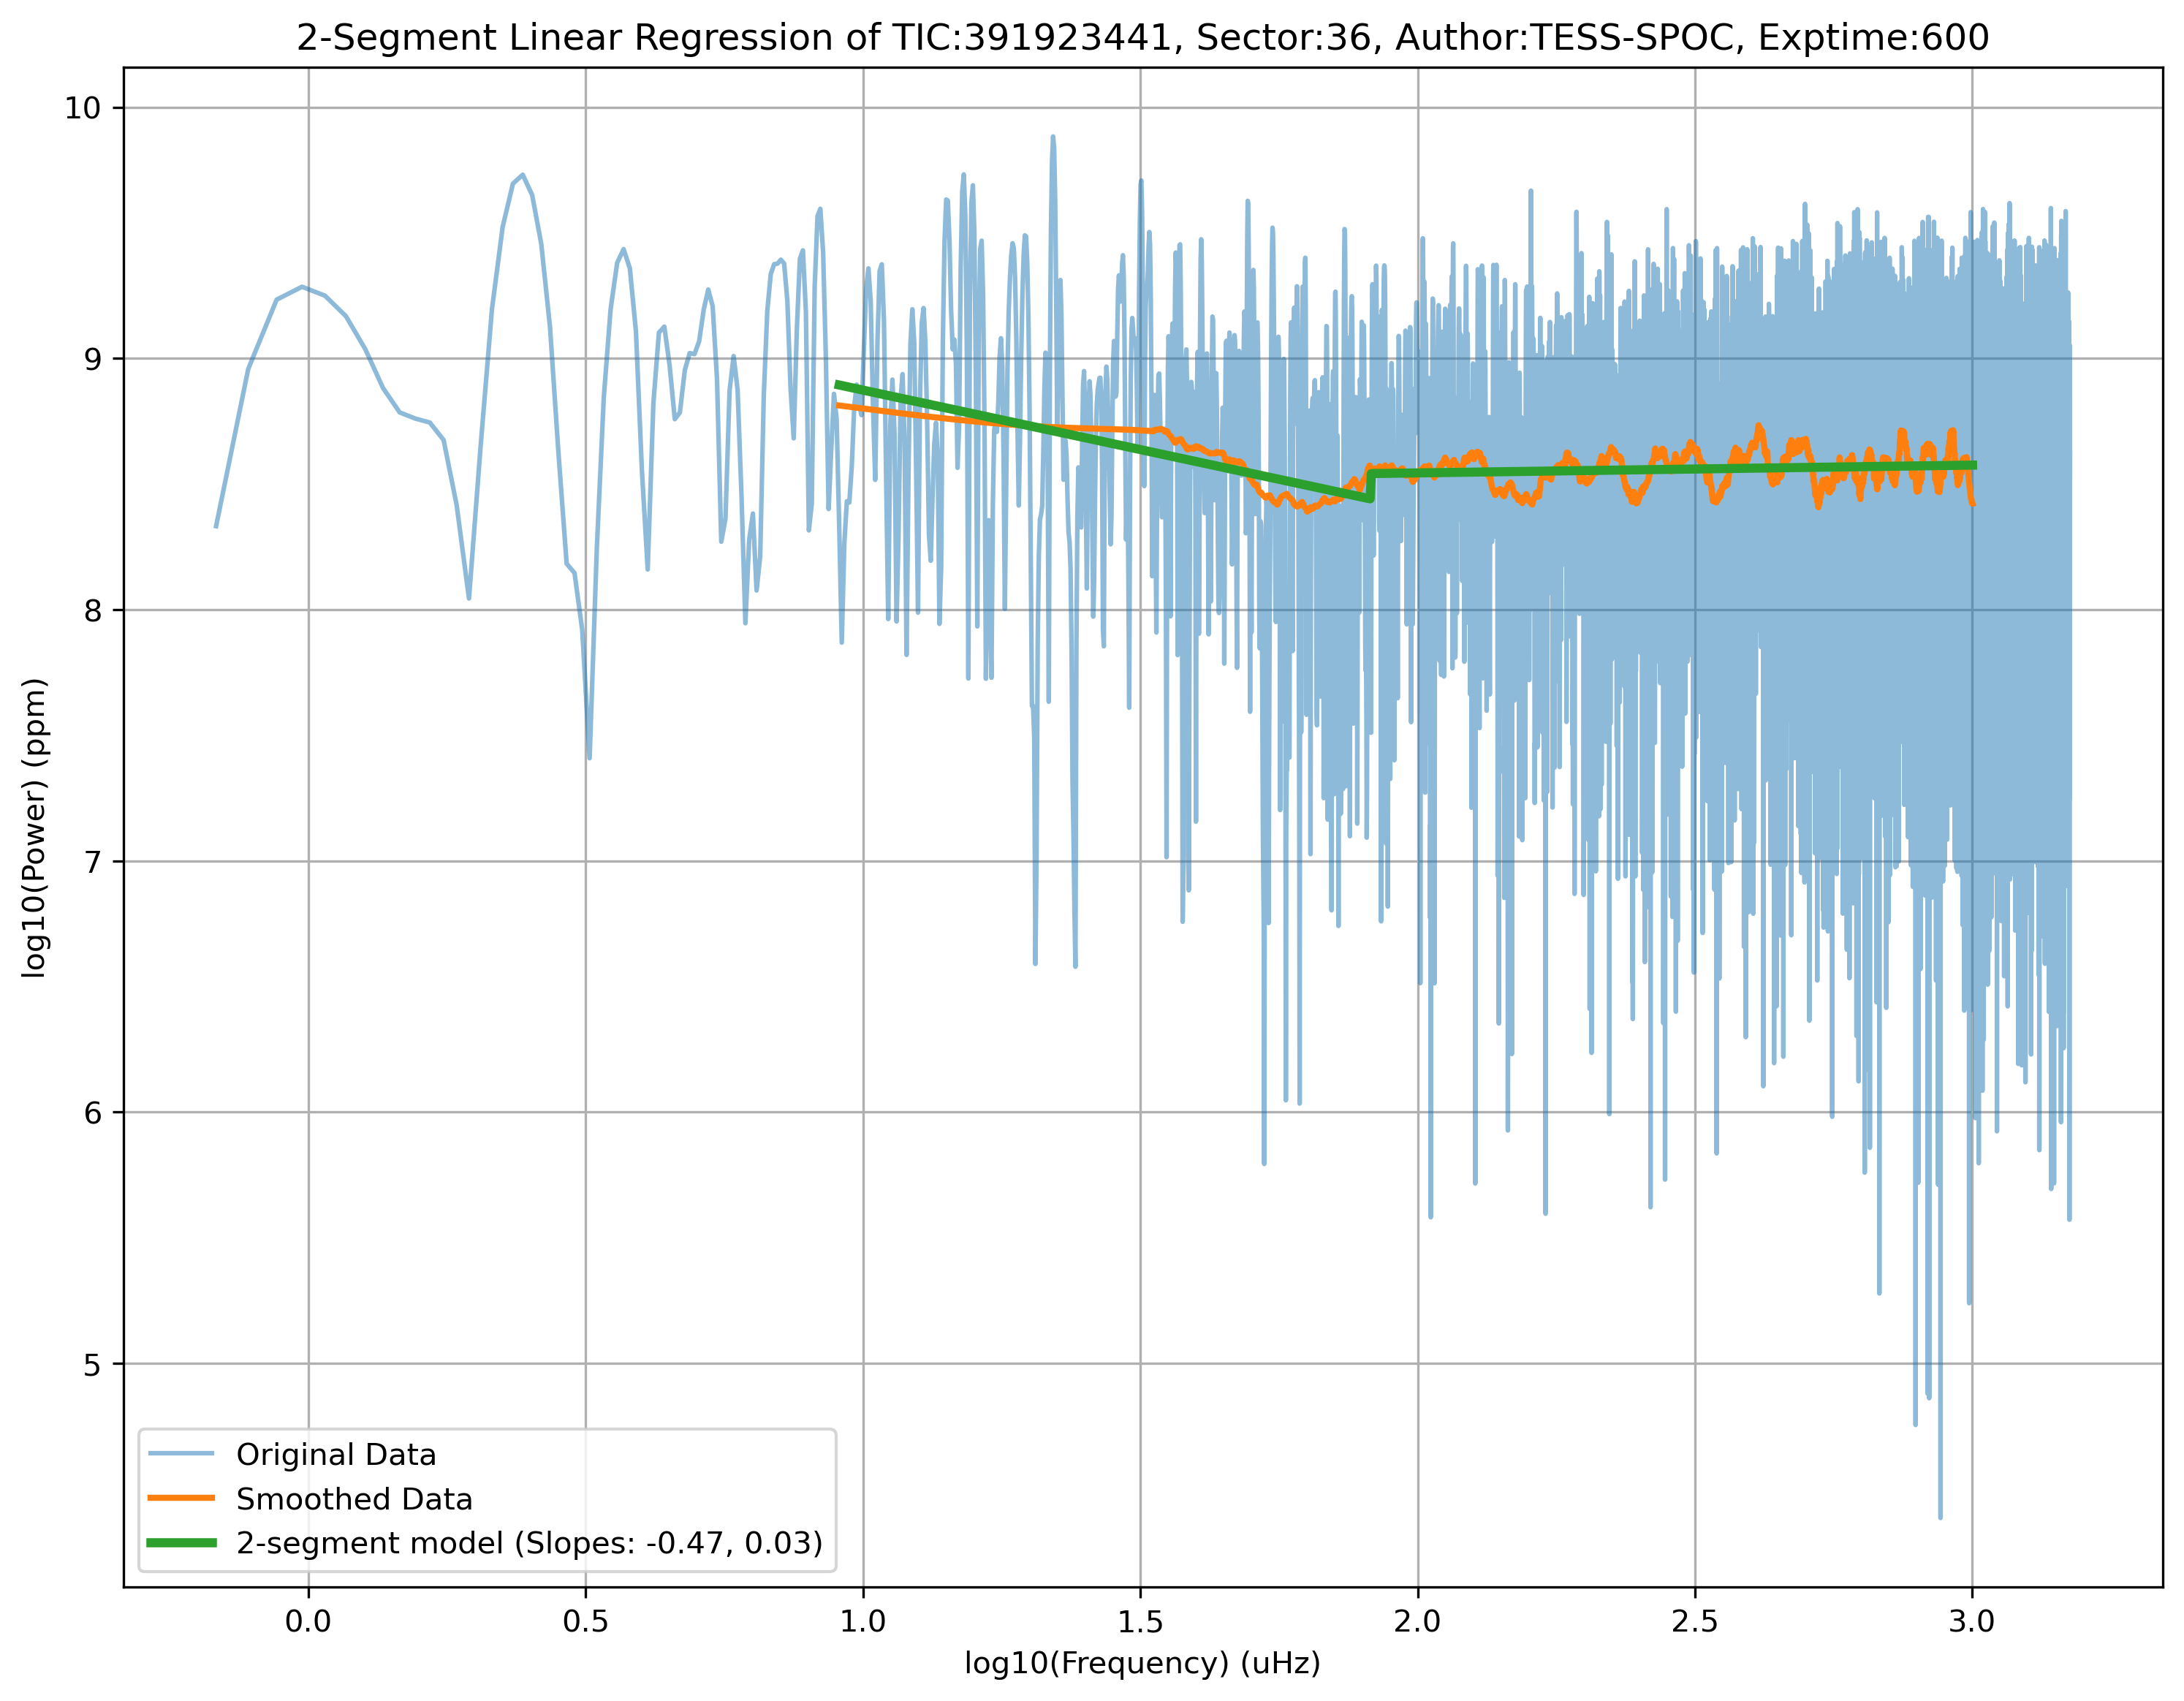 2-Segment Linear Regression of TIC:391923441, Sector:36, Author:TESS-SPOC, Exptime:600
log10(Power) (ppm)
10
9
8
7
6
5
Original Data
Smoothed Data
2-segment model (Slopes: -0.47, 0.03)
0.0 0.5 1.0 1.5 2.0 2.5 3.0
log10(Frequency) (uHz)